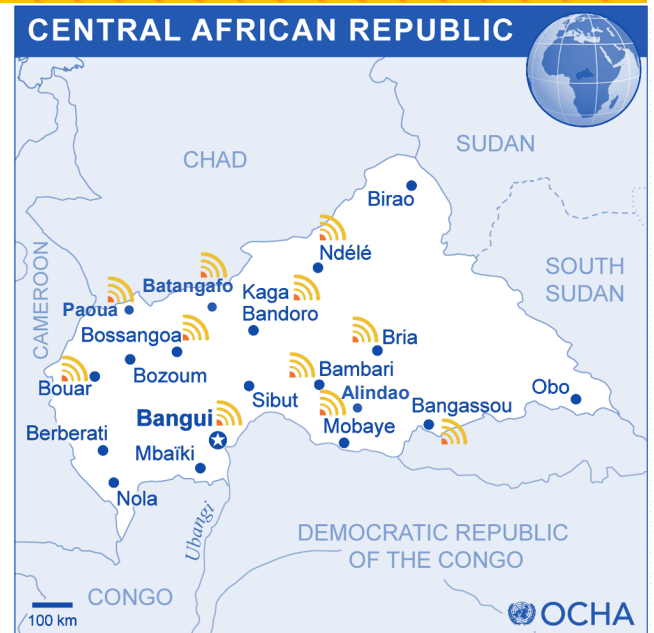 CENTRAL AFRICAN REPUBLIC
SUDAN
CHAD
Birao
Ndélé
SOUTH
SUDAN
CAMEROON
Batangafo
Kaga
Bandoro
Paoua
Bossangoa
Bria
Bozoum
Bambari
Bouar
Alindao
Obo
Sibut
Bangassou
Bangui
Mobaye
Berberati
Mbaïki
Nola
Ubangi
DEMOCRATIC REPUBLIC
OF THE CONGO
CONGO
100 km
OCHA